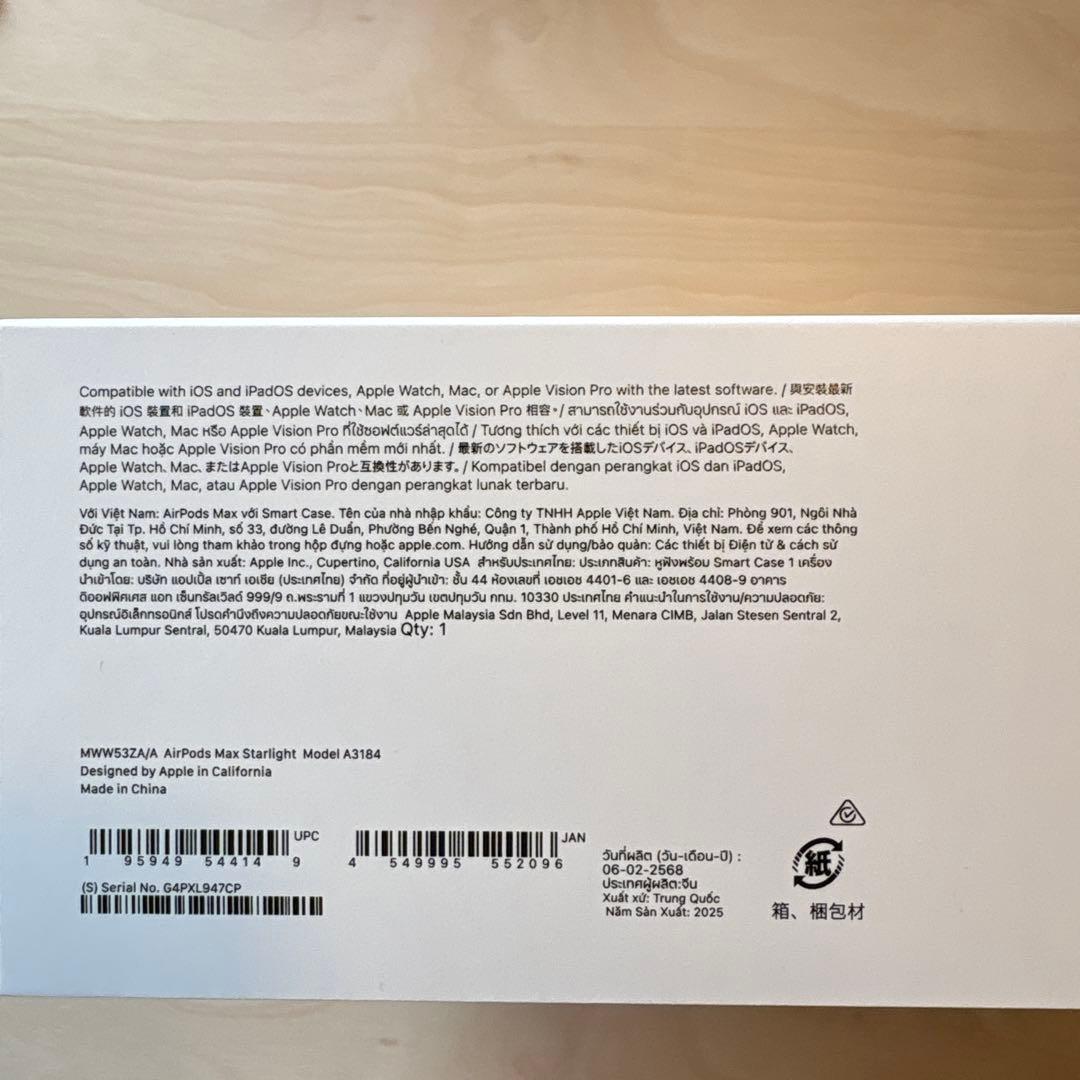 Compatible with iOS and iPadOS devices, Apple Watch, Mac, or Apple Vision Pro with the latest software. / 與安裝最新
軟件的 iOS 裝置和 iPadOS 裝置、Apple Watch、Mac 或 Apple Vision Pro 相容。/ สามารถใช้งานร่วมกับอุปกรณ์ iOS และ iPadOS,
Apple Watch, Mac หรือ Apple Vision Pro ที่ใช้ซอฟต์แวร์ล่าสุดได้ / Tương thích với các thiết bị iOS và iPadOS, Apple Watch,
máy Mac hoặc Apple Vision Pro có phần mềm mới nhất. / 最新のソフトウェアを搭載したiOSデバイス、iPadOSデバイス、
Apple Watch、Mac、またはApple Vision Proと互換性があります。/ Kompatibel dengan perangkat iOS dan iPadOS,
Apple Watch, Mac, atau Apple Vision Pro dengan perangkat lunak terbaru.
Với Việt Nam: AirPods Max với Smart Case. Tên của nhà nhập khẩu: Công ty TNHH Apple Việt Nam. Địa chỉ: Phòng 901, Ngôi Nhà
Đức Tại Tp. Hồ Chí Minh, số 33, đường Lê Duẩn, Phường Bến Nghé, Quận 1, Thành phố Hồ Chí Minh, Việt Nam. Để xem các thông
số kỹ thuật, vui lòng tham khảo trong hộp đựng hoặc apple.com. Hướng dẫn sử dụng/bảo quản: Các thiết bị Điện tử & cách sử
dụng an toàn. Nhà sản xuất: Apple Inc., Cupertino, California USA สำหรับประเทศไทย: ประเภทสินค้า: หูฟังพร้อม Smart Case 1 เครื่อง
นำเข้าโดย: บริษัท แอปเปิ้ล เซาท์ เอเชีย (ประเทศไทย) จำกัด ที่อยู่ผู้นำเข้า: ชั้น 44 ห้องเลขที่ เอชเอช 4401-6 และ เอชเอช 4408-9 อาคาร
ดิออฟฟิศเศส แอท เซ็นทรัลเวิลด์ 999/9 ถ.พระรามที่ 1 แขวงปทุมวัน เขตปทุมวัน กทม. 10330 ประเทศไทย คำแนะนำในการใช้งาน/ความปลอดภัย:
อุปกรณ์อิเล็กทรอนิกส์ โปรดคำนึงถึงความปลอดภัยขณะใช้งาน Apple Malaysia Sdn Bhd, Level 11, Menara CIMB, Jalan Stesen Sentral 2,
Kuala Lumpur Sentral, 50470 Kuala Lumpur, Malaysia Qty: 1
MWW53ZA/A AirPods Max Starlight Model A3184
Designed by Apple in California
Made in China
UPC
1 95949 54414 9
JAN
4 549995 552096
(S) Serial No. G4PXL947CP
วันที่ผลิต (วัน-เดือน-ปี) :
06-02-2568
ประเทศผู้ผลิต:จีน
Xuất xứ: Trung Quốc
Năm Sản Xuất: 2025
紙
箱、梱包材